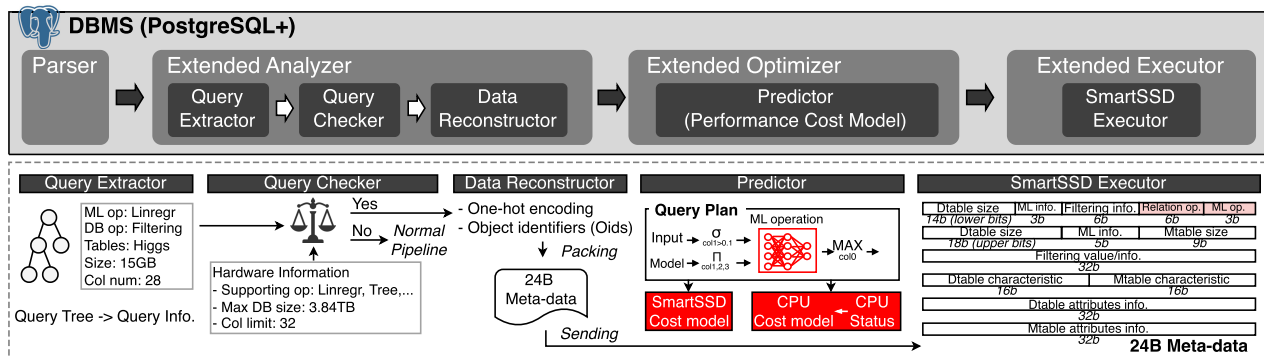 DBMS (PostgreSQL+)
Parser
Extended Analyzer
Query
Extractor
Query
Checker
Data
Reconstructor
Extended Optimizer
Predictor
(Performance Cost Model)
Extended Executor
SmartSSD
Executor
Query Extractor
ML op: Linregr
DB op: Filtering
Tables: Higgs
Size: 15GB
Col num: 28
Query Tree -> Query Info.
Query Checker
Yes
No
Normal
Pipeline
Hardware Information
- Supporting op: Linregr, Tree,...
- Max DB size: 3.84TB
- Col limit: 32
Data Reconstructor
- One-hot encoding
- Object identifiers (Oids)
Packing
24B
Meta-data
Sending
Predictor
Query Plan
ML operation
Input
σ
col1>0.1
Model
Π
col1,2,3
MAX
col0
SmartSSD
Cost model
CPU
Cost model
CPU
Status
SmartSSD Executor
Dtable size ML info. Filtering info. Relation op. ML op.
14b (lower bits) 3b 6b 6b 3b
Dtable size ML info. Mtable size
18b (upper bits) 5b 9b
Filtering value/info.
32b
Dtable characteristic Mtable characteristic
16b 16b
Dtable attributes info.
32b
Mtable attributes info.
32b
24B Meta-data